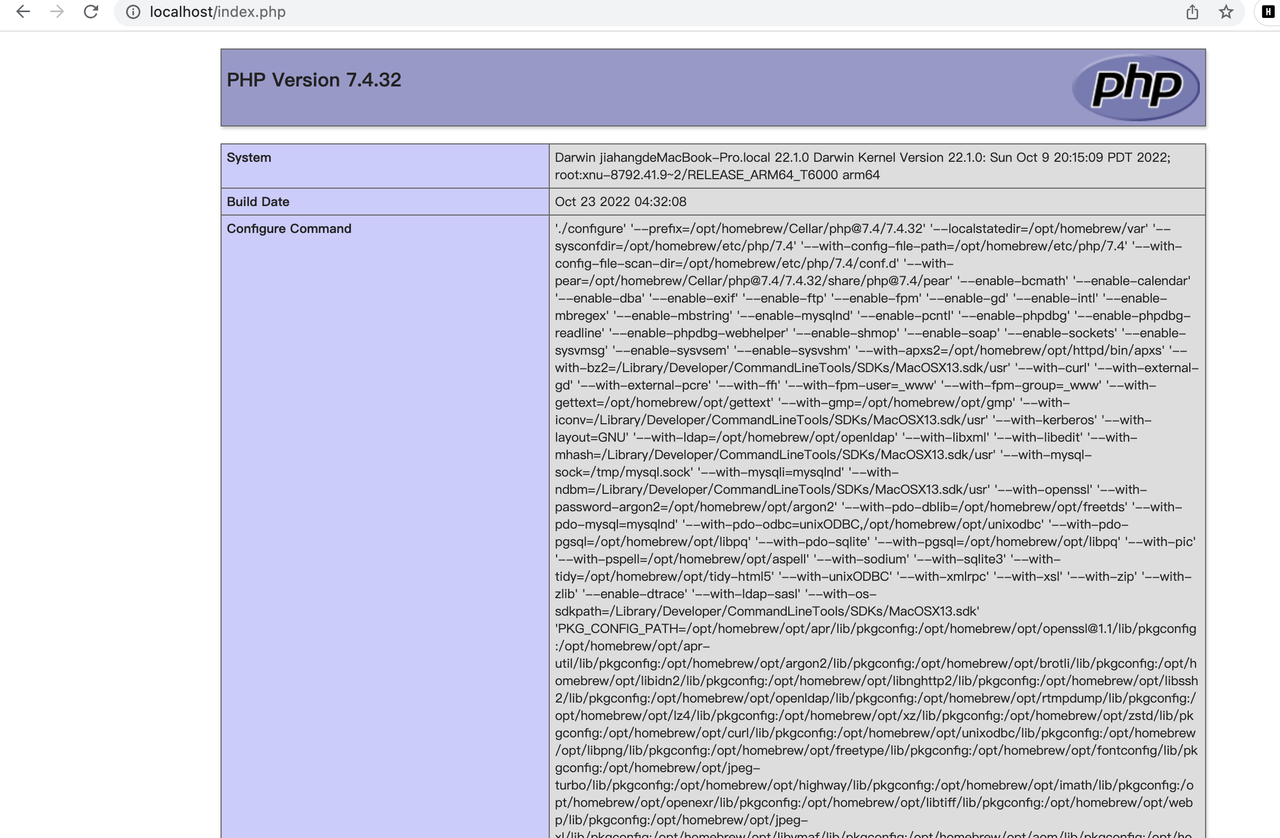 localhost/index.php
H
PHP Version 7.4.32
php
System
Darwin jiahangdeMacBook-Pro.local 22.1.0 Darwin Kernel Version 22.1.0: Sun Oct 9 20:15:09 PDT 2022;
root:xnu-8792.41.9~2/RELEASE_ARM64_T6000 arm64
Build Date
Oct 23 2022 04:32:08
Configure Command
'./configure' '--prefix=/opt/homebrew/Cellar/php@7.4/7.4.32' '--localstatedir=/opt/homebrew/var' '--
sysconfdir=/opt/homebrew/etc/php/7.4' '--with-config-file-path=/opt/homebrew/etc/php/7.4' '--with-
config-file-scan-dir=/opt/homebrew/etc/php/7.4/conf.d' '--with-
pear=/opt/homebrew/Cellar/php@7.4/7.4.32/share/php@7.4/pear' '--enable-bcmath' '--enable-calendar'
'--enable-dba' '--enable-exif' '--enable-ftp' '--enable-fpm' '--enable-gd' '--enable-intl' '--enable-
mbregex' '--enable-mbstring' '--enable-mysqlnd' '--enable-pcntl' '--enable-phpdbg' '--enable-phpdbg-
readline' '--enable-phpdbg-webhelper' '--enable-shmop' '--enable-soap' '--enable-sockets' '--enable-
sysvmsg' '--enable-sysvsem' '--enable-sysvshm' '--with-apxs2=/opt/homebrew/opt/httpd/bin/apxs' '--
with-bz2=/Library/Developer/CommandLineTools/SDKs/MacOSX13.sdk/usr' '--with-curl' '--with-external-
gd' '--with-external-pcre' '--with-ffi' '--with-fpm-user=_www' '--with-fpm-group=_www' '--with-
gettext=/opt/homebrew/opt/gettext' '--with-gmp=/opt/homebrew/opt/gmp' '--with-
iconv=/Library/Developer/CommandLineTools/SDKs/MacOSX13.sdk/usr' '--with-kerberos' '--with-
layout=GNU' '--with-ldap=/opt/homebrew/opt/openldap' '--with-libxml' '--with-libedit' '--with-
mhash=/Library/Developer/CommandLineTools/SDKs/MacOSX13.sdk/usr' '--with-mysql-
sock=/tmp/mysql.sock' '--with-mysqli=mysqlnd' '--with-
ndbm=/Library/Developer/CommandLineTools/SDKs/MacOSX13.sdk/usr' '--with-openssl' '--with-
password-argon2=/opt/homebrew/opt/argon2' '--with-pdo-dblib=/opt/homebrew/opt/freetds' '--with-
pdo-mysql=mysqlnd' '--with-pdo-odbc=unixODBC,/opt/homebrew/opt/unixodbc' '--with-pdo-
pgsql=/opt/homebrew/opt/libpq' '--with-pdo-sqlite' '--with-pgsql=/opt/homebrew/opt/libpq' '--with-pic'
'--with-pspell=/opt/homebrew/opt/aspell' '--with-sodium' '--with-sqlite3' '--with-
tidy=/opt/homebrew/opt/tidy-html5' '--with-unixODBC' '--with-xmlrpc' '--with-xsl' '--with-zip' '--with-
zlib' '--enable-dtrace' '--with-ldap-sasl' '--with-os-
sdkpath=/Library/Developer/CommandLineTools/SDKs/MacOSX13.sdk'
'PKG_CONFIG_PATH=/opt/homebrew/opt/apr/lib/pkgconfig:/opt/homebrew/opt/openssl@1.1/lib/pkgconfig
:/opt/homebrew/opt/apr-
util/lib/pkgconfig:/opt/homebrew/opt/argon2/lib/pkgconfig:/opt/homebrew/opt/brotli/lib/pkgconfig:/opt/h
omebrew/opt/libidn2/lib/pkgconfig:/opt/homebrew/opt/libnghttp2/lib/pkgconfig:/opt/homebrew/opt/libssh
2/lib/pkgconfig:/opt/homebrew/opt/openldap/lib/pkgconfig:/opt/homebrew/opt/rtmpdump/lib/pkgconfig:/
opt/homebrew/opt/lz4/lib/pkgconfig:/opt/homebrew/opt/xz/lib/pkgconfig:/opt/homebrew/opt/zstd/lib/pk
gconfig:/opt/homebrew/opt/curl/lib/pkgconfig:/opt/homebrew/opt/unixodbc/lib/pkgconfig:/opt/homebrew
/opt/libpng/lib/pkgconfig:/opt/homebrew/opt/freetype/lib/pkgconfig:/opt/homebrew/opt/fontconfig/lib/pk
gconfig:/opt/homebrew/opt/jpeg-
turbo/lib/pkgconfig:/opt/homebrew/opt/highway/lib/pkgconfig:/opt/homebrew/opt/imath/lib/pkgconfig:/o
pt/homebrew/opt/openexr/lib/pkgconfig:/opt/homebrew/opt/libtiff/lib/pkgconfig:/opt/homebrew/opt/web
p/lib/pkgconfig:/opt/homebrew/opt/jpeg-
xl/lib/pkgconfig:/opt/homebrew/opt/libvmaf/lib/pkgconfig:/opt/homebrew/opt/aom/lib/pkgconfig:/opt/ho